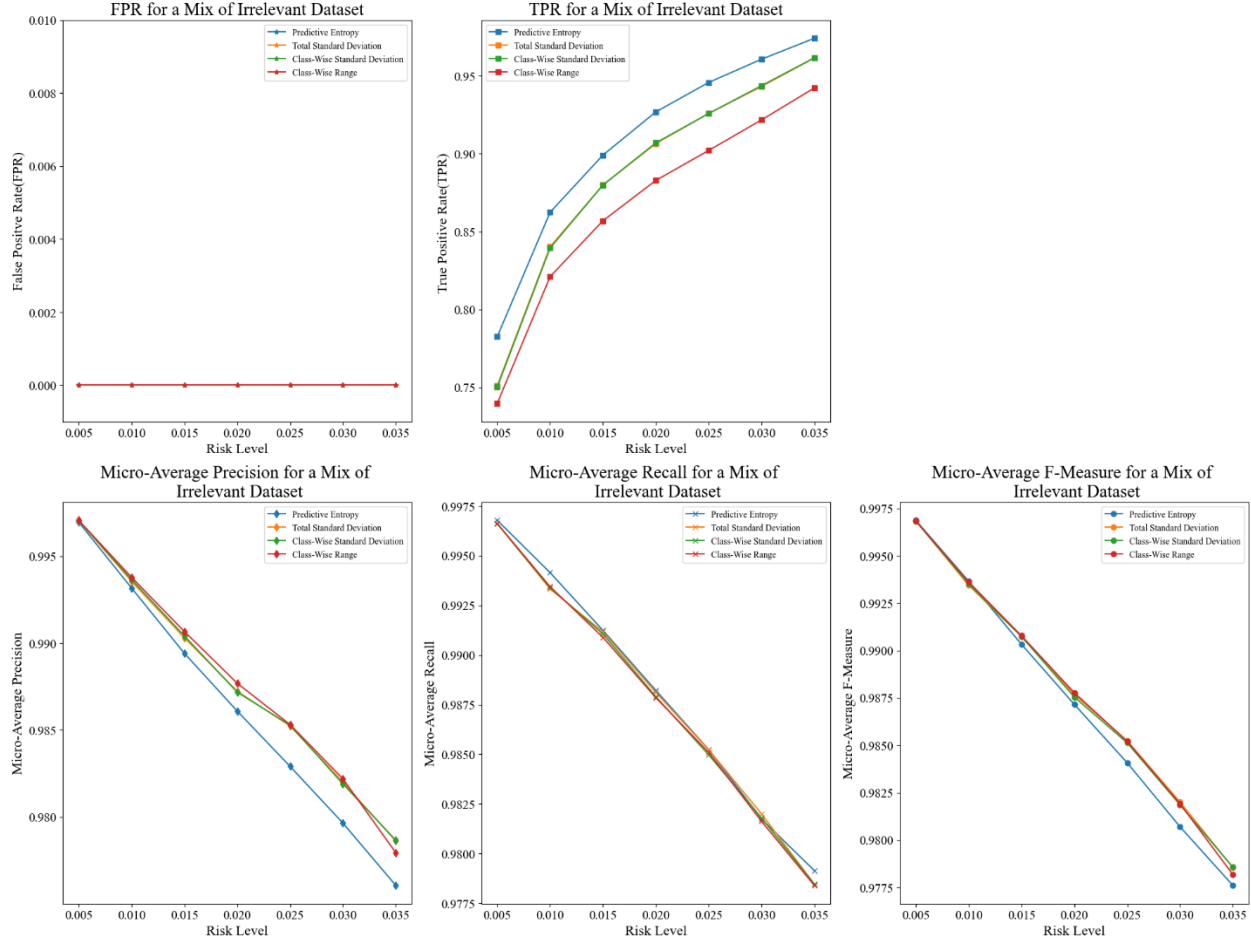 FPR for a Mix of Irrelevant Dataset
0.010
0.008
0.006
0.004
0.002
0.000
False Positve Rate(FPR)
Predictive Entropy
Total Standard Deviation
Class-Wise Standard Deviation
Class-Wise Range
0.005 0.010 0.015 0.020 0.025 0.030 0.035
Risk Level
TPR for a Mix of Irrelevant Dataset
0.95
0.90
0.85
0.80
0.75
True Positive Rate(TPR)
Predictive Entropy
Total Standard Deviation
Class-Wise Standard Deviation
Class-Wise Range
0.005 0.010 0.015 0.020 0.025 0.030 0.035
Risk Level
Micro-Average Precision for a Mix of
Irrelevant Dataset
0.995
0.990
0.985
0.980
Micro-Average Precision
Predictive Entropy
Total Standard Deviation
Class-Wise Standard Deviation
Class-Wise Range
0.005 0.010 0.015 0.020 0.025 0.030 0.035
Risk Level
Micro-Average Recall for a Mix of
Irrelevant Dataset
0.9975
0.9950
0.9925
0.9900
0.9875
0.9850
0.9825
0.9800
0.9775
Micro-Average Recall
Predictive Entropy
Total Standard Deviation
Class-Wise Standard Deviation
Class-Wise Range
0.005 0.010 0.015 0.020 0.025 0.030 0.035
Risk Level
Micro-Average F-Measure for a Mix of
Irrelevant Dataset
0.9975
0.9950
0.9925
0.9900
0.9875
0.9850
0.9825
0.9800
0.9775
Micro-Average F-Measure
Predictive Entropy
Total Standard Deviation
Class-Wise Standard Deviation
Class-Wise Range
0.005 0.010 0.015 0.020 0.025 0.030 0.035
Risk Level